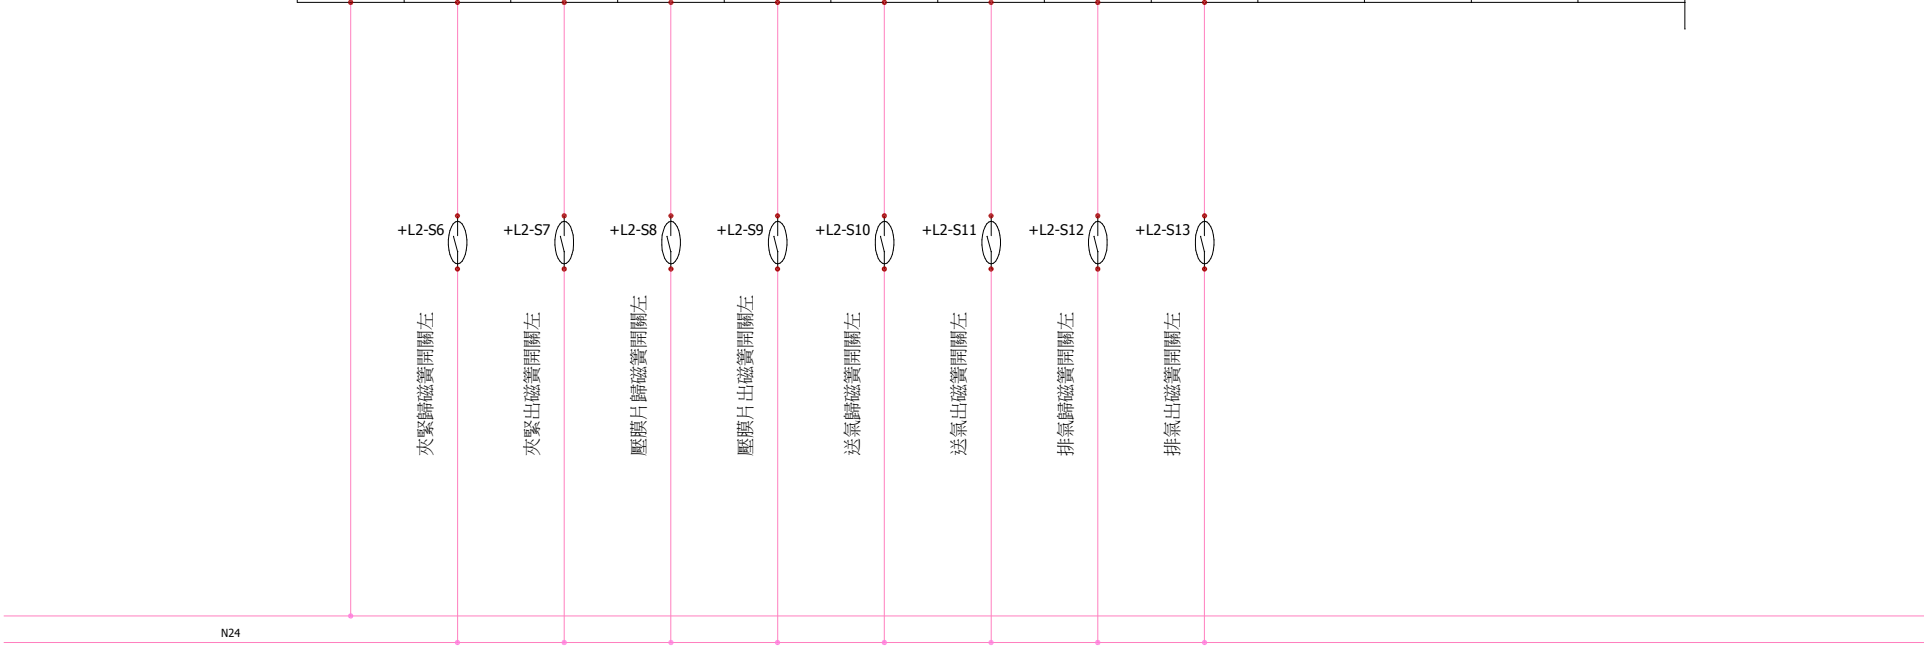 +L2-S6
+L2-S7
+L2-S8
+L2-S9
+L2-S10
+L2-S11
+L2-S12
+L2-S13
夾緊歸磁簧開關左
夾緊出磁簧開關左
壓膜片歸磁簧開關左
壓膜片出磁簧開關左
送氣歸磁簧開關左
送氣出磁簧開關左
排氣歸磁簧開關左
排氣出磁簧開關左
N24